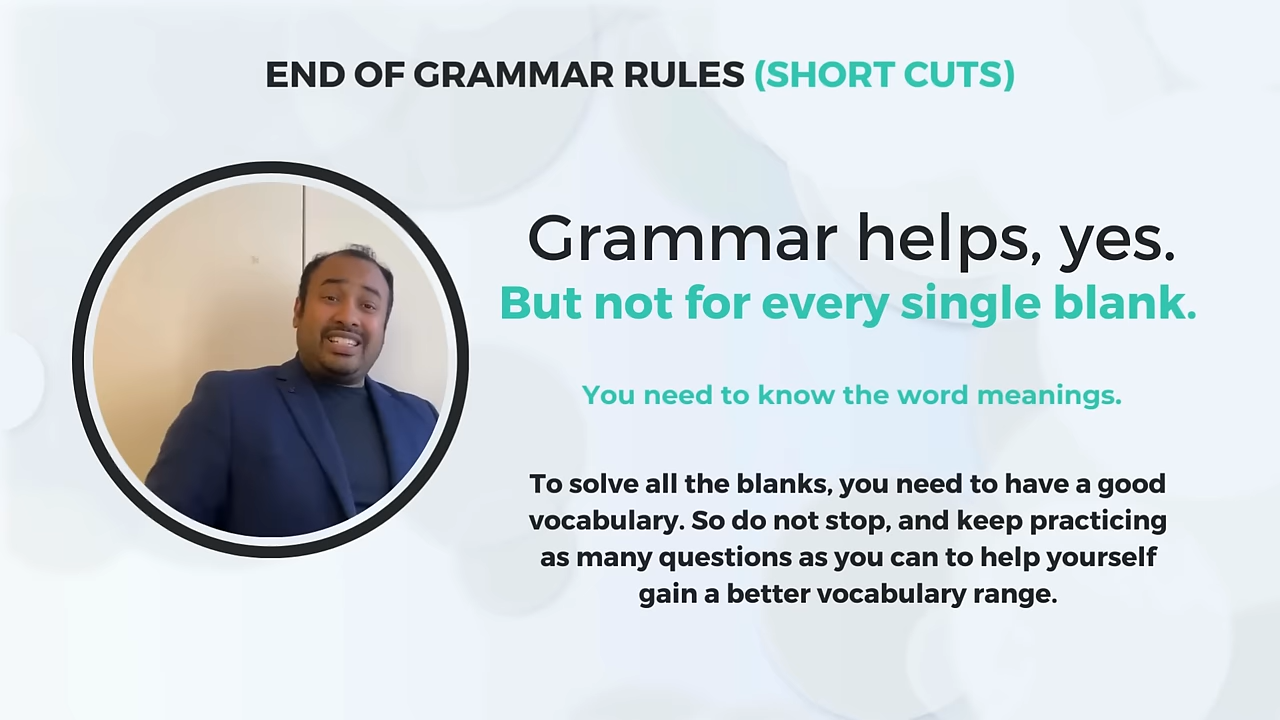 END OF GRAMMAR RULES (SHORT CUTS)
Grammar helps, yes.
But not for every single blank.
You need to know the word meanings.
To solve all the blanks, you need to have a good
vocabulary. So do not stop, and keep practicing
as many questions as you can to help yourself
gain a better vocabulary range.